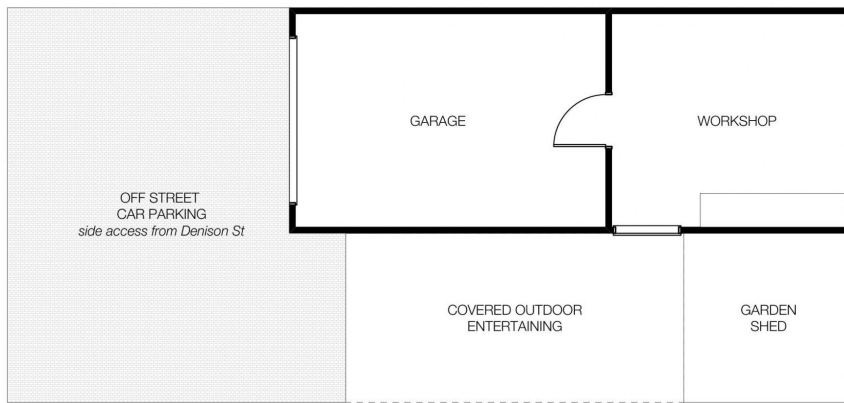 GARAGE
WORKSHOP
OFF STREET
CAR PARKING
side access from Denison St
COVERED OUTDOOR
ENTERTAINING
GARDEN
SHED